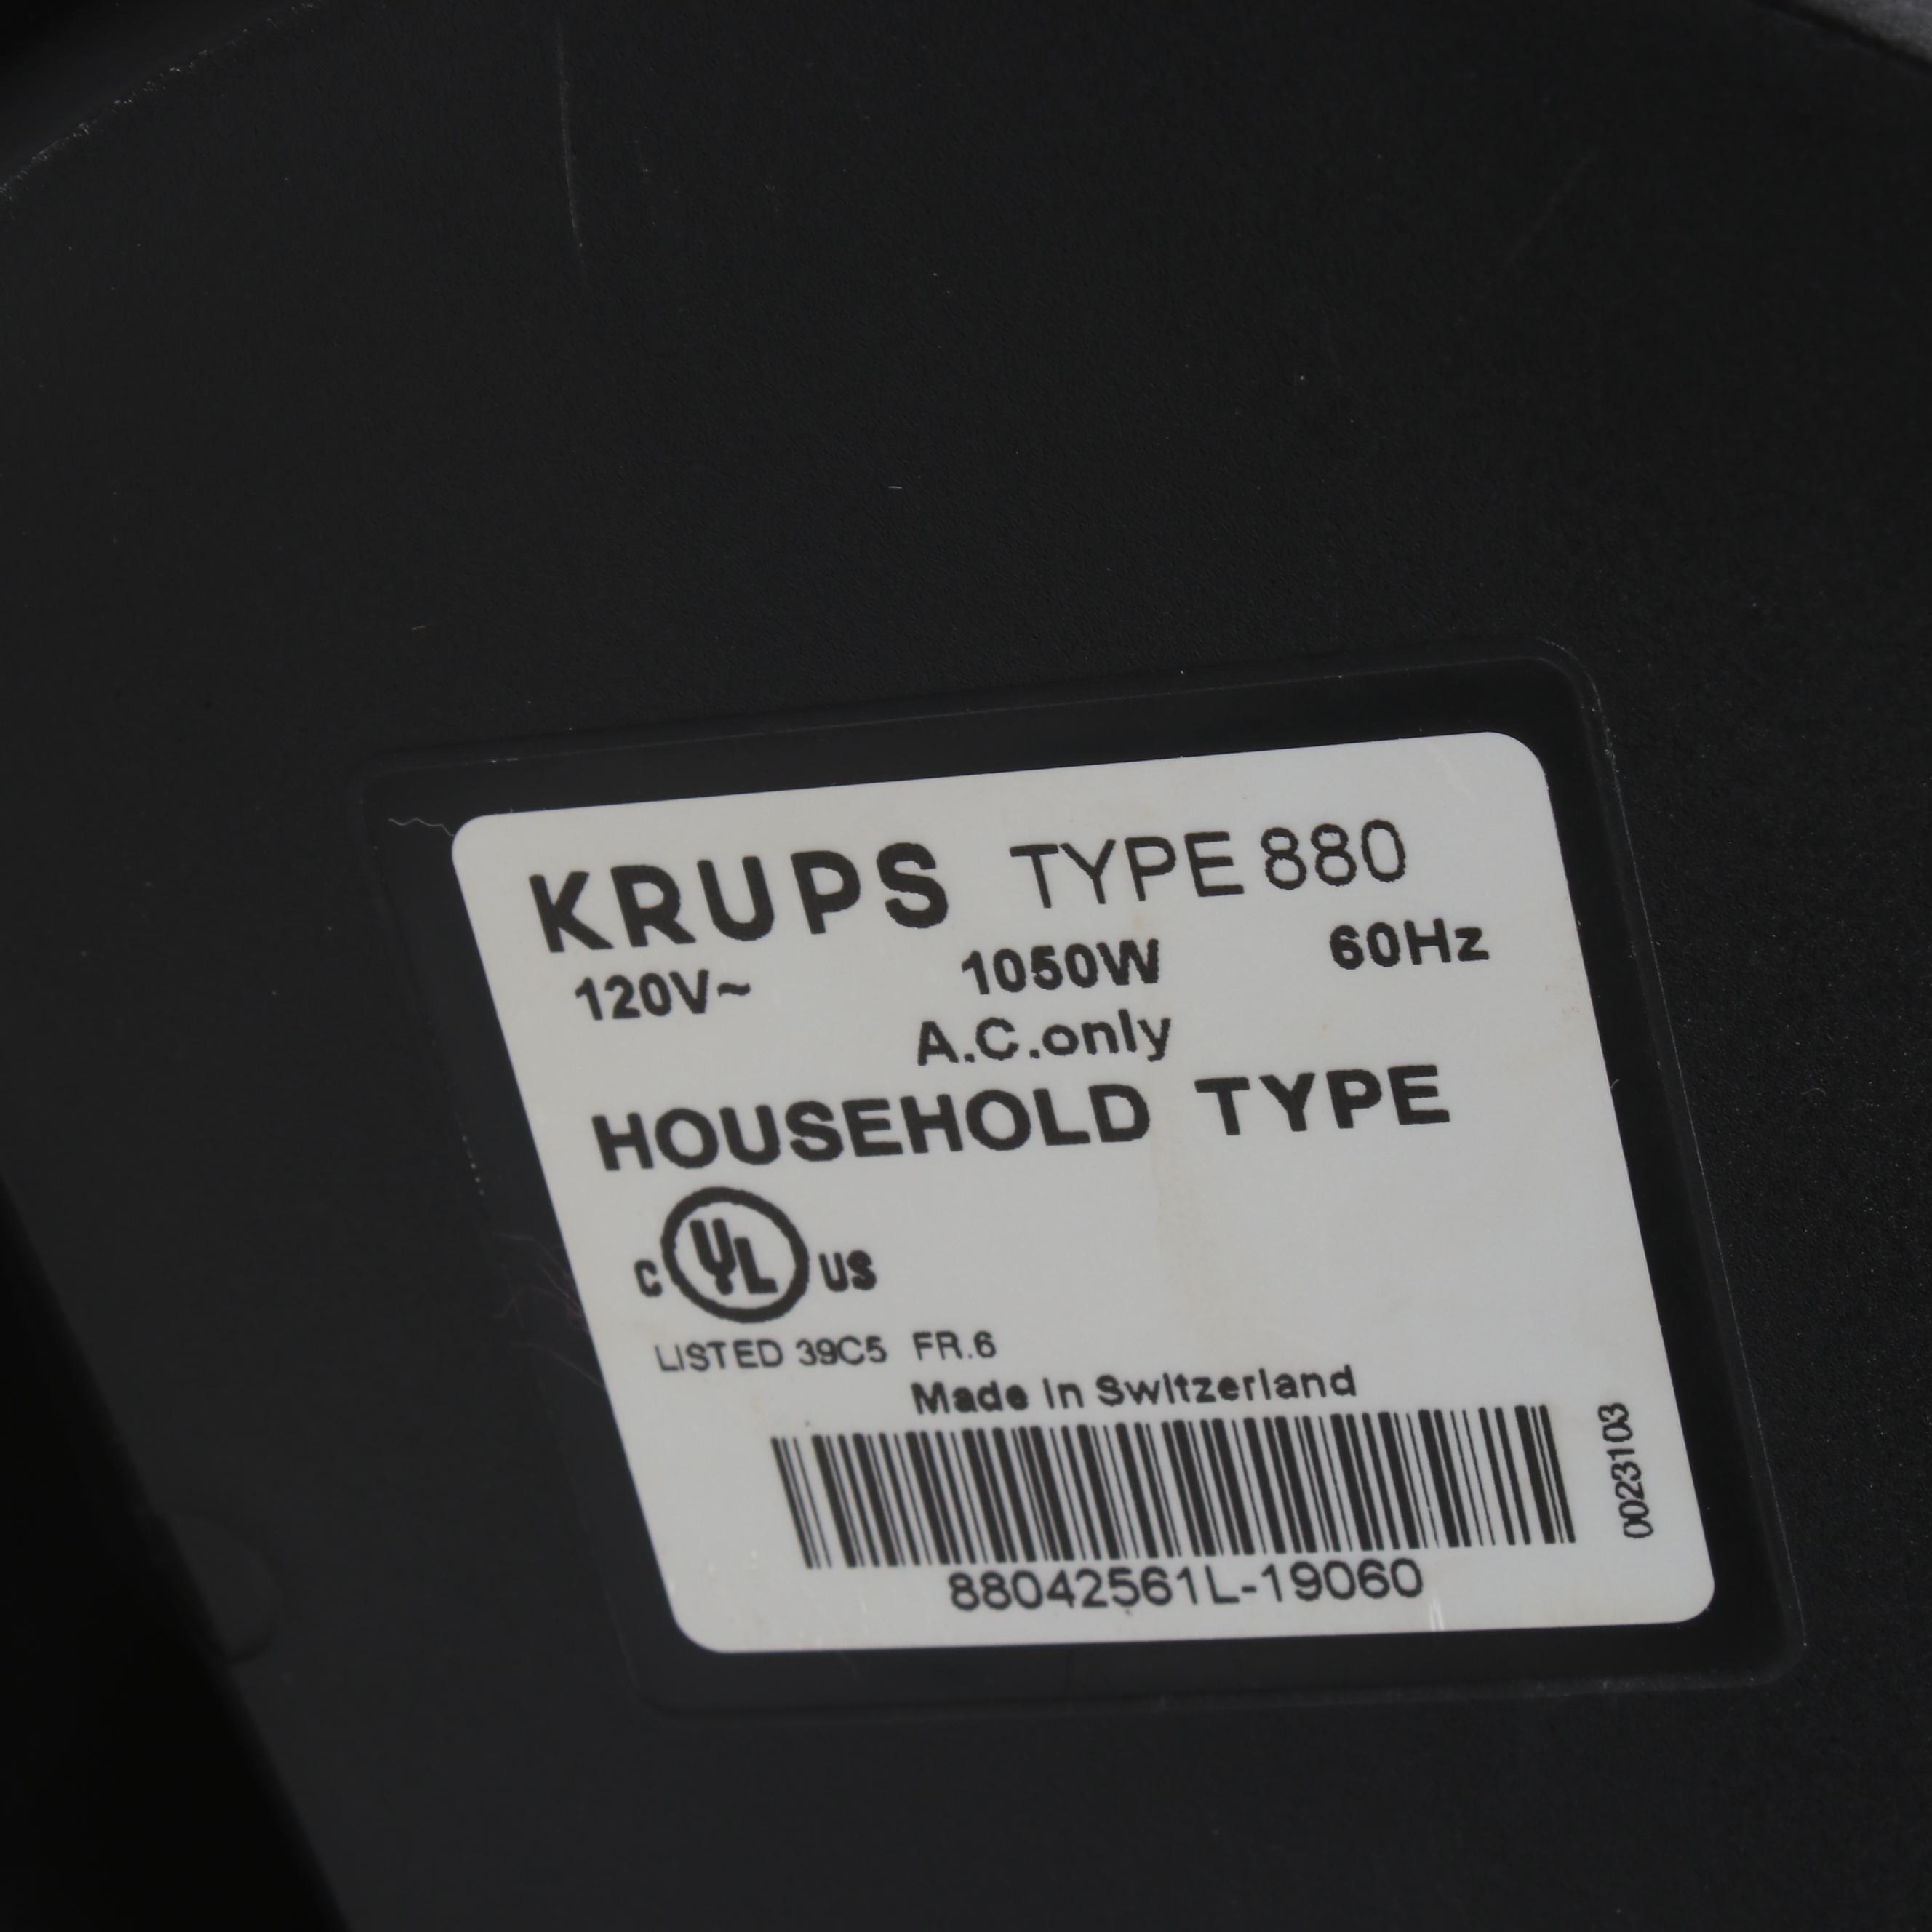 KRUPS TYPE 880
120V~ 1050W 60Hz
A.C.only
HOUSEHOLD TYPE
C UL US
LISTED 39C5 FR.6
Made in Switzerland
0023103
88042561L-19060